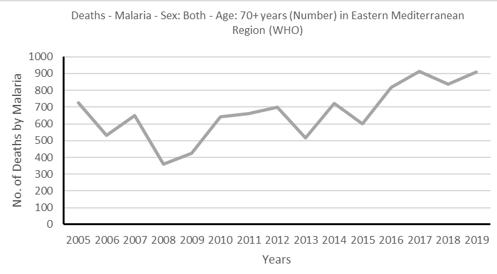 Deaths - Malaria - Sex: Both - Age: 70+ years (Number) in Eastern Mediterranean
Region (WHO)
No. of Deaths by Malaria
1000
900
800
700
600
500
400
300
200
100
0
2005 2006 2007 2008 2009 2010 2011 2012 2013 2014 2015 2016 2017 2018 2019
Years